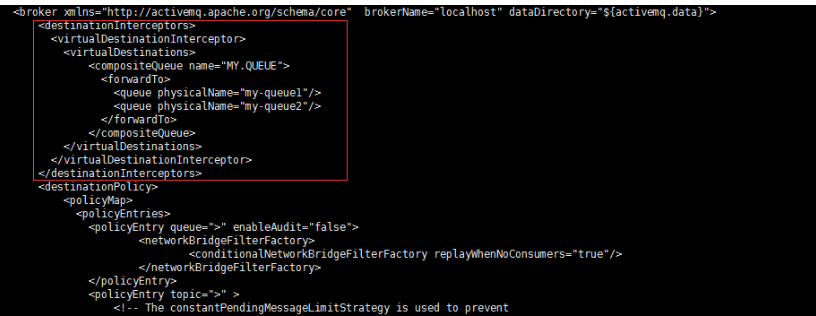 <broker xmlns="http://activemq.apache.org/schema/core"  brokerName="localhost" dataDirectory="${activemq.data}">
<destinationInterceptors>
<virtualDestinationInterceptor>
<virtualDestinations>
<compositeQueue name="MY.QUEUE">
<forwardTo>
<queue physicalName="my-queue1"/>
<queue physicalName="my-queue2"/>
</forwardTo>
</compositeQueue>
</virtualDestinations>
</virtualDestinationInterceptor>
</destinationInterceptors>
<destinationPolicy>
<policyMap>
<policyEntries>
<policyEntry queue=">" enableAudit="false">
<networkBridgeFilterFactory>
<conditionalNetworkBridgeFilterFactory replayWhenNoConsumers="true"/>
</networkBridgeFilterFactory>
</policyEntry>
<policyEntry topic=">" >
<!-- The constantPendingMessageLimitStrategy is used to prevent